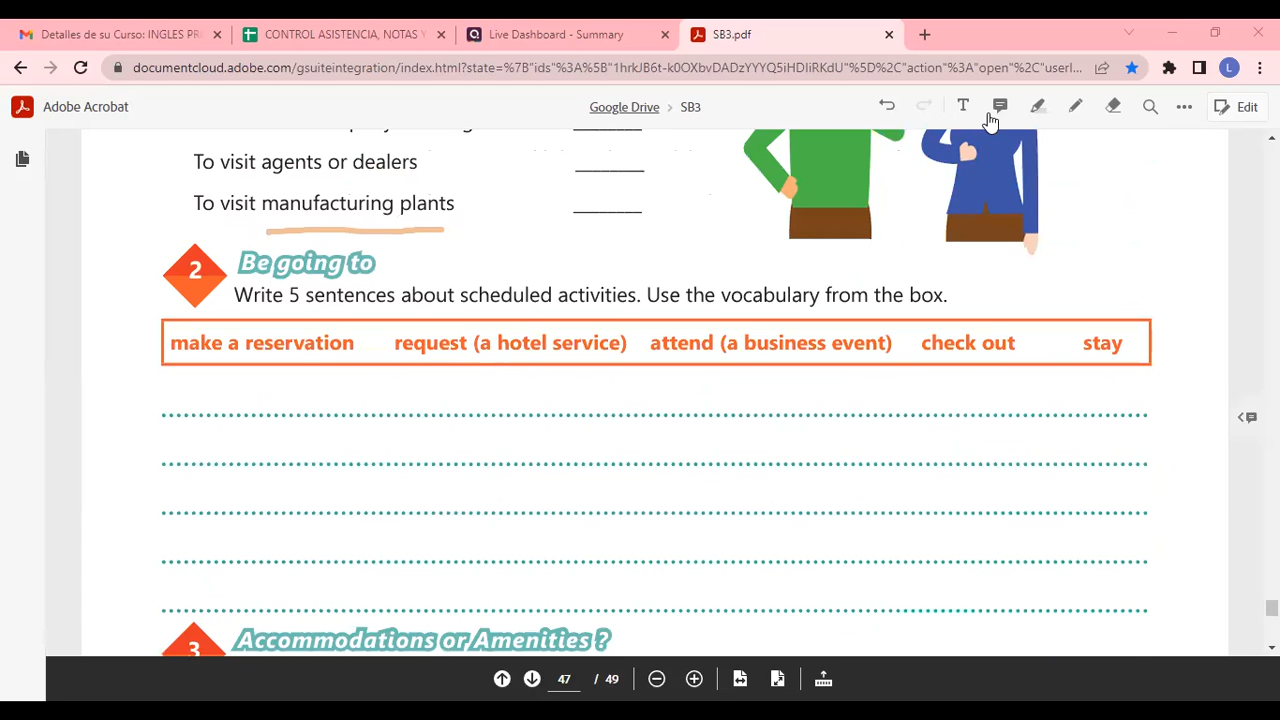 Detalles de su Curso: INGLES PR
CONTROL ASISTENCIA, NOTAS Y
Live Dashboard - Summary
SB3.pdf
documentcloud.adobe.com/gsuiteintegration/index.html?state=%7B"ids"%3A%5B"1hrkJB6t-k0OXbvDADzYYYQ5iHDIiRKdU"%5D%2C"action"%3A"open"%2C"userI...
L
Adobe Acrobat
Google Drive > SB3
T
Edit
To visit agents or dealers ________
To visit manufacturing plants ________
2
Be going to
Write 5 sentences about scheduled activities. Use the vocabulary from the box.
make a reservation request (a hotel service) attend (a business event) check out stay
3
Accommodations or Amenities ?
47 / 49